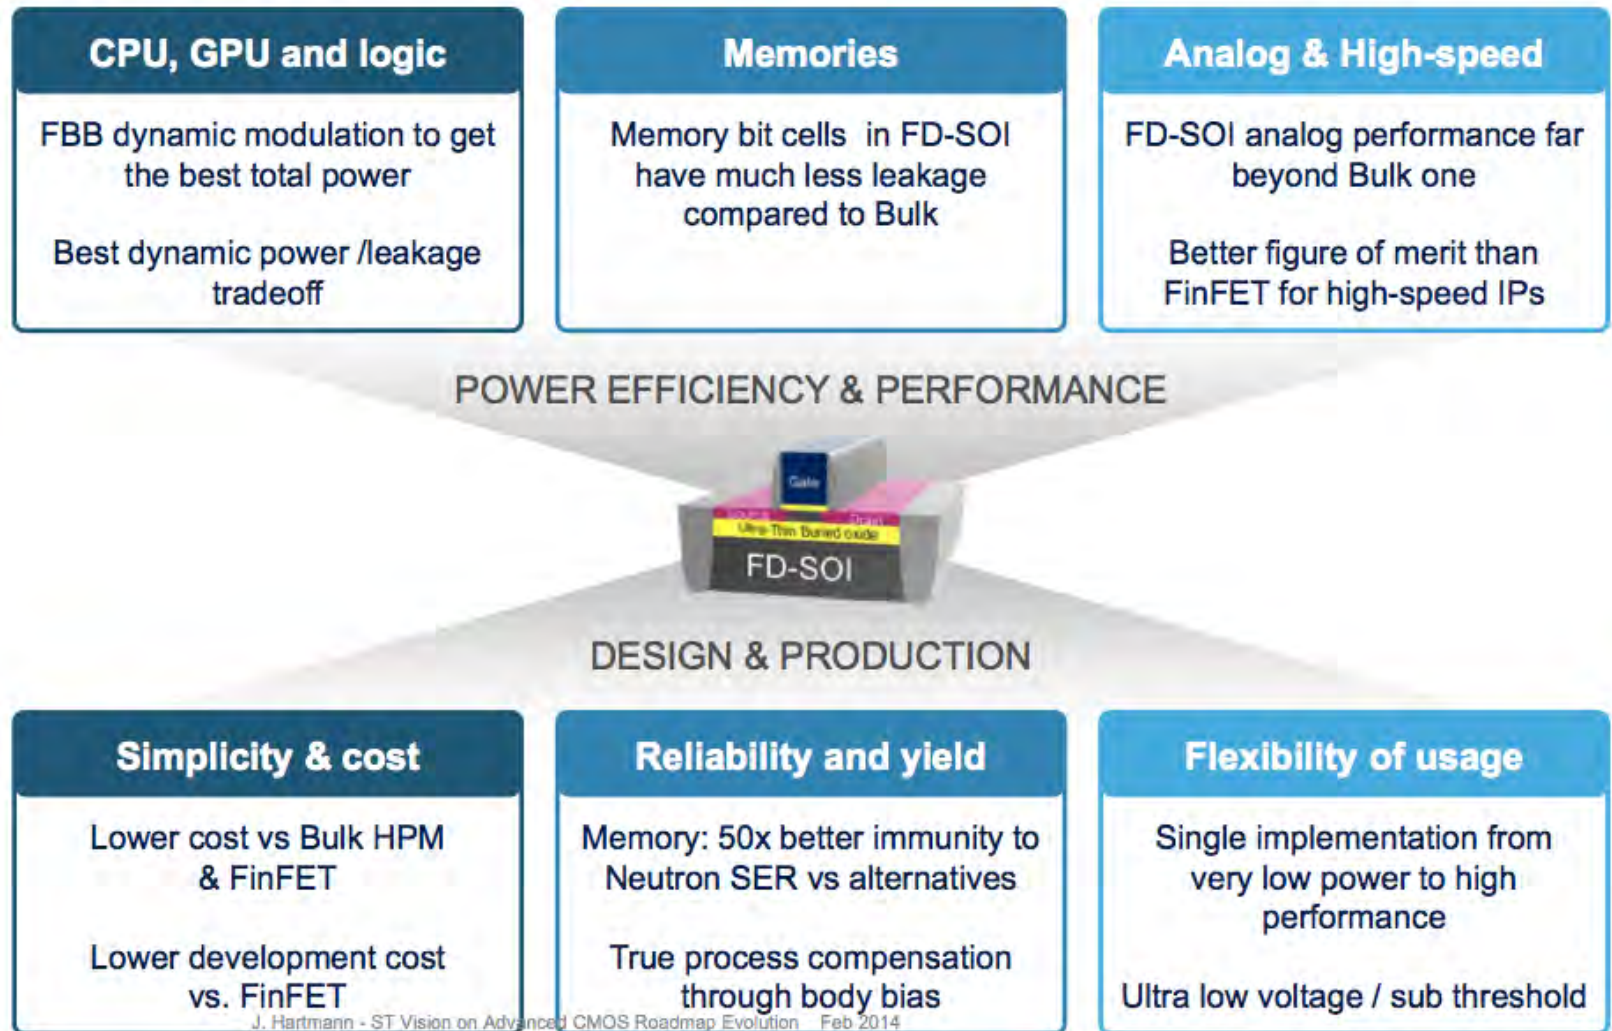 CPU, GPU and logic
FBB dynamic modulation to get
the best total power
Best dynamic power /leakage
tradeoff
Memories
Memory bit cells in FD-SOI
have much less leakage
compared to Bulk
Analog & High-speed
FD-SOI analog performance far
beyond Bulk one
Better figure of merit than
FinFET for high-speed IPs
POWER EFFICIENCY & PERFORMANCE
Gate
Drain
Ultra-Thin Buried oxide
FD-SOI
DESIGN & PRODUCTION
Simplicity & cost
Lower cost vs Bulk HPM
& FinFET
Lower development cost
vs. FinFET
Reliability and yield
Memory: 50x better immunity to
Neutron SER vs alternatives
True process compensation
through body bias
Flexibility of usage
Single implementation from
very low power to high
performance
Ultra low voltage / sub threshold
J. Hartmann - ST Vision on Advanced CMOS Roadmap Evolution Feb 2014